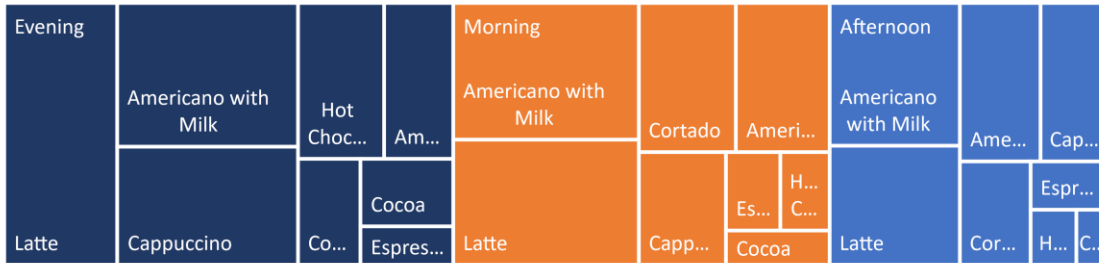 Evening
Latte
Americano with
Milk
Cappuccino
Hot
Choc...
Am...
Co...
Cocoa
Espres...
Morning
Americano with
Milk
Latte
Cortado
Ameri...
Capp...
Es...
H...
C...
Cocoa
Afternoon
Americano
with Milk
Latte
Ame...
Cap...
Cor...
Espr...
H...
C...